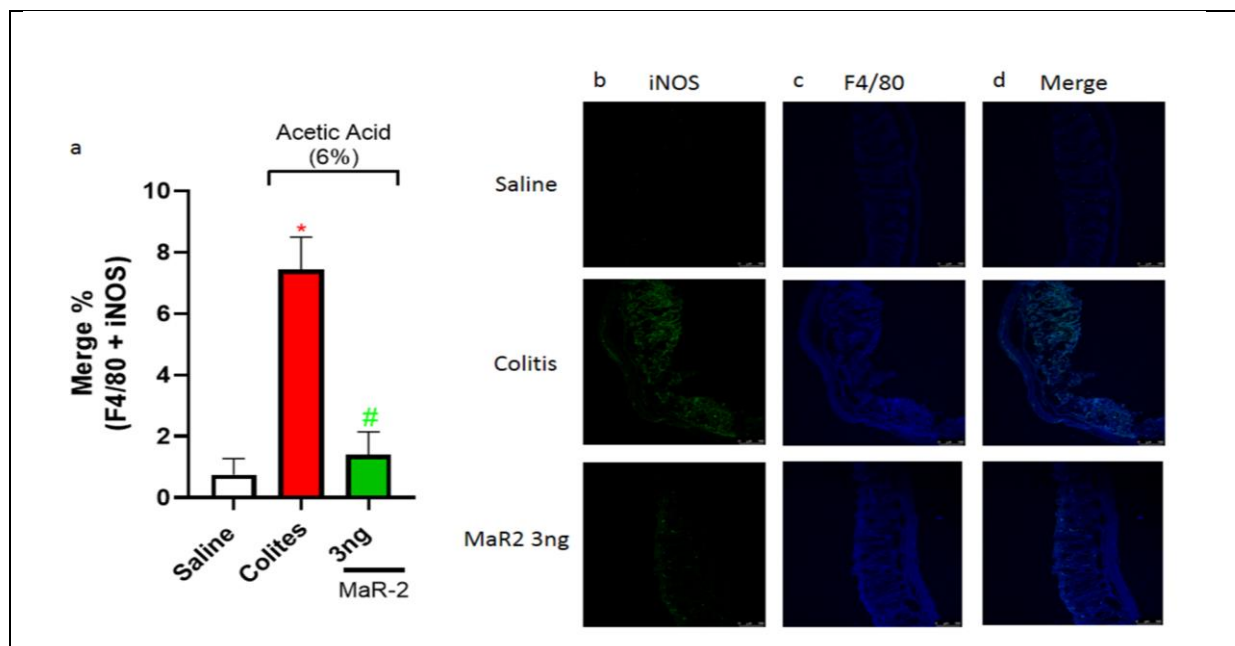 a
Acetic Acid
(6%)
Merge %
(F4/80 + iNOS)
10
8
6
4
2
0
*
#
Saline
Colites
3ng
MaR-2
b iNOS
c F4/80
d Merge
Saline
Colitis
MaR2 3ng